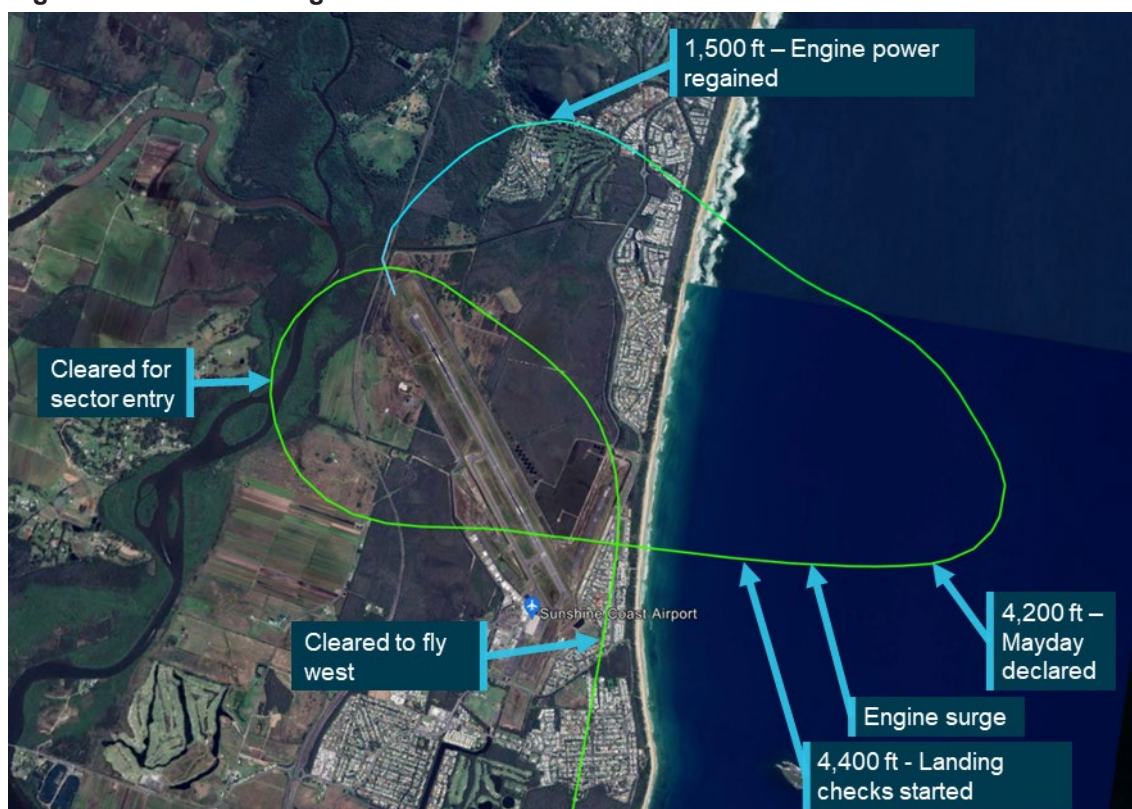 1,500 ft – Engine power
regained
Cleared for
sector entry
Sunshine Coast Airport
Cleared to fly
west
4,200 ft –
Mayday
declared
Engine surge
4,400 ft - Landing
checks started